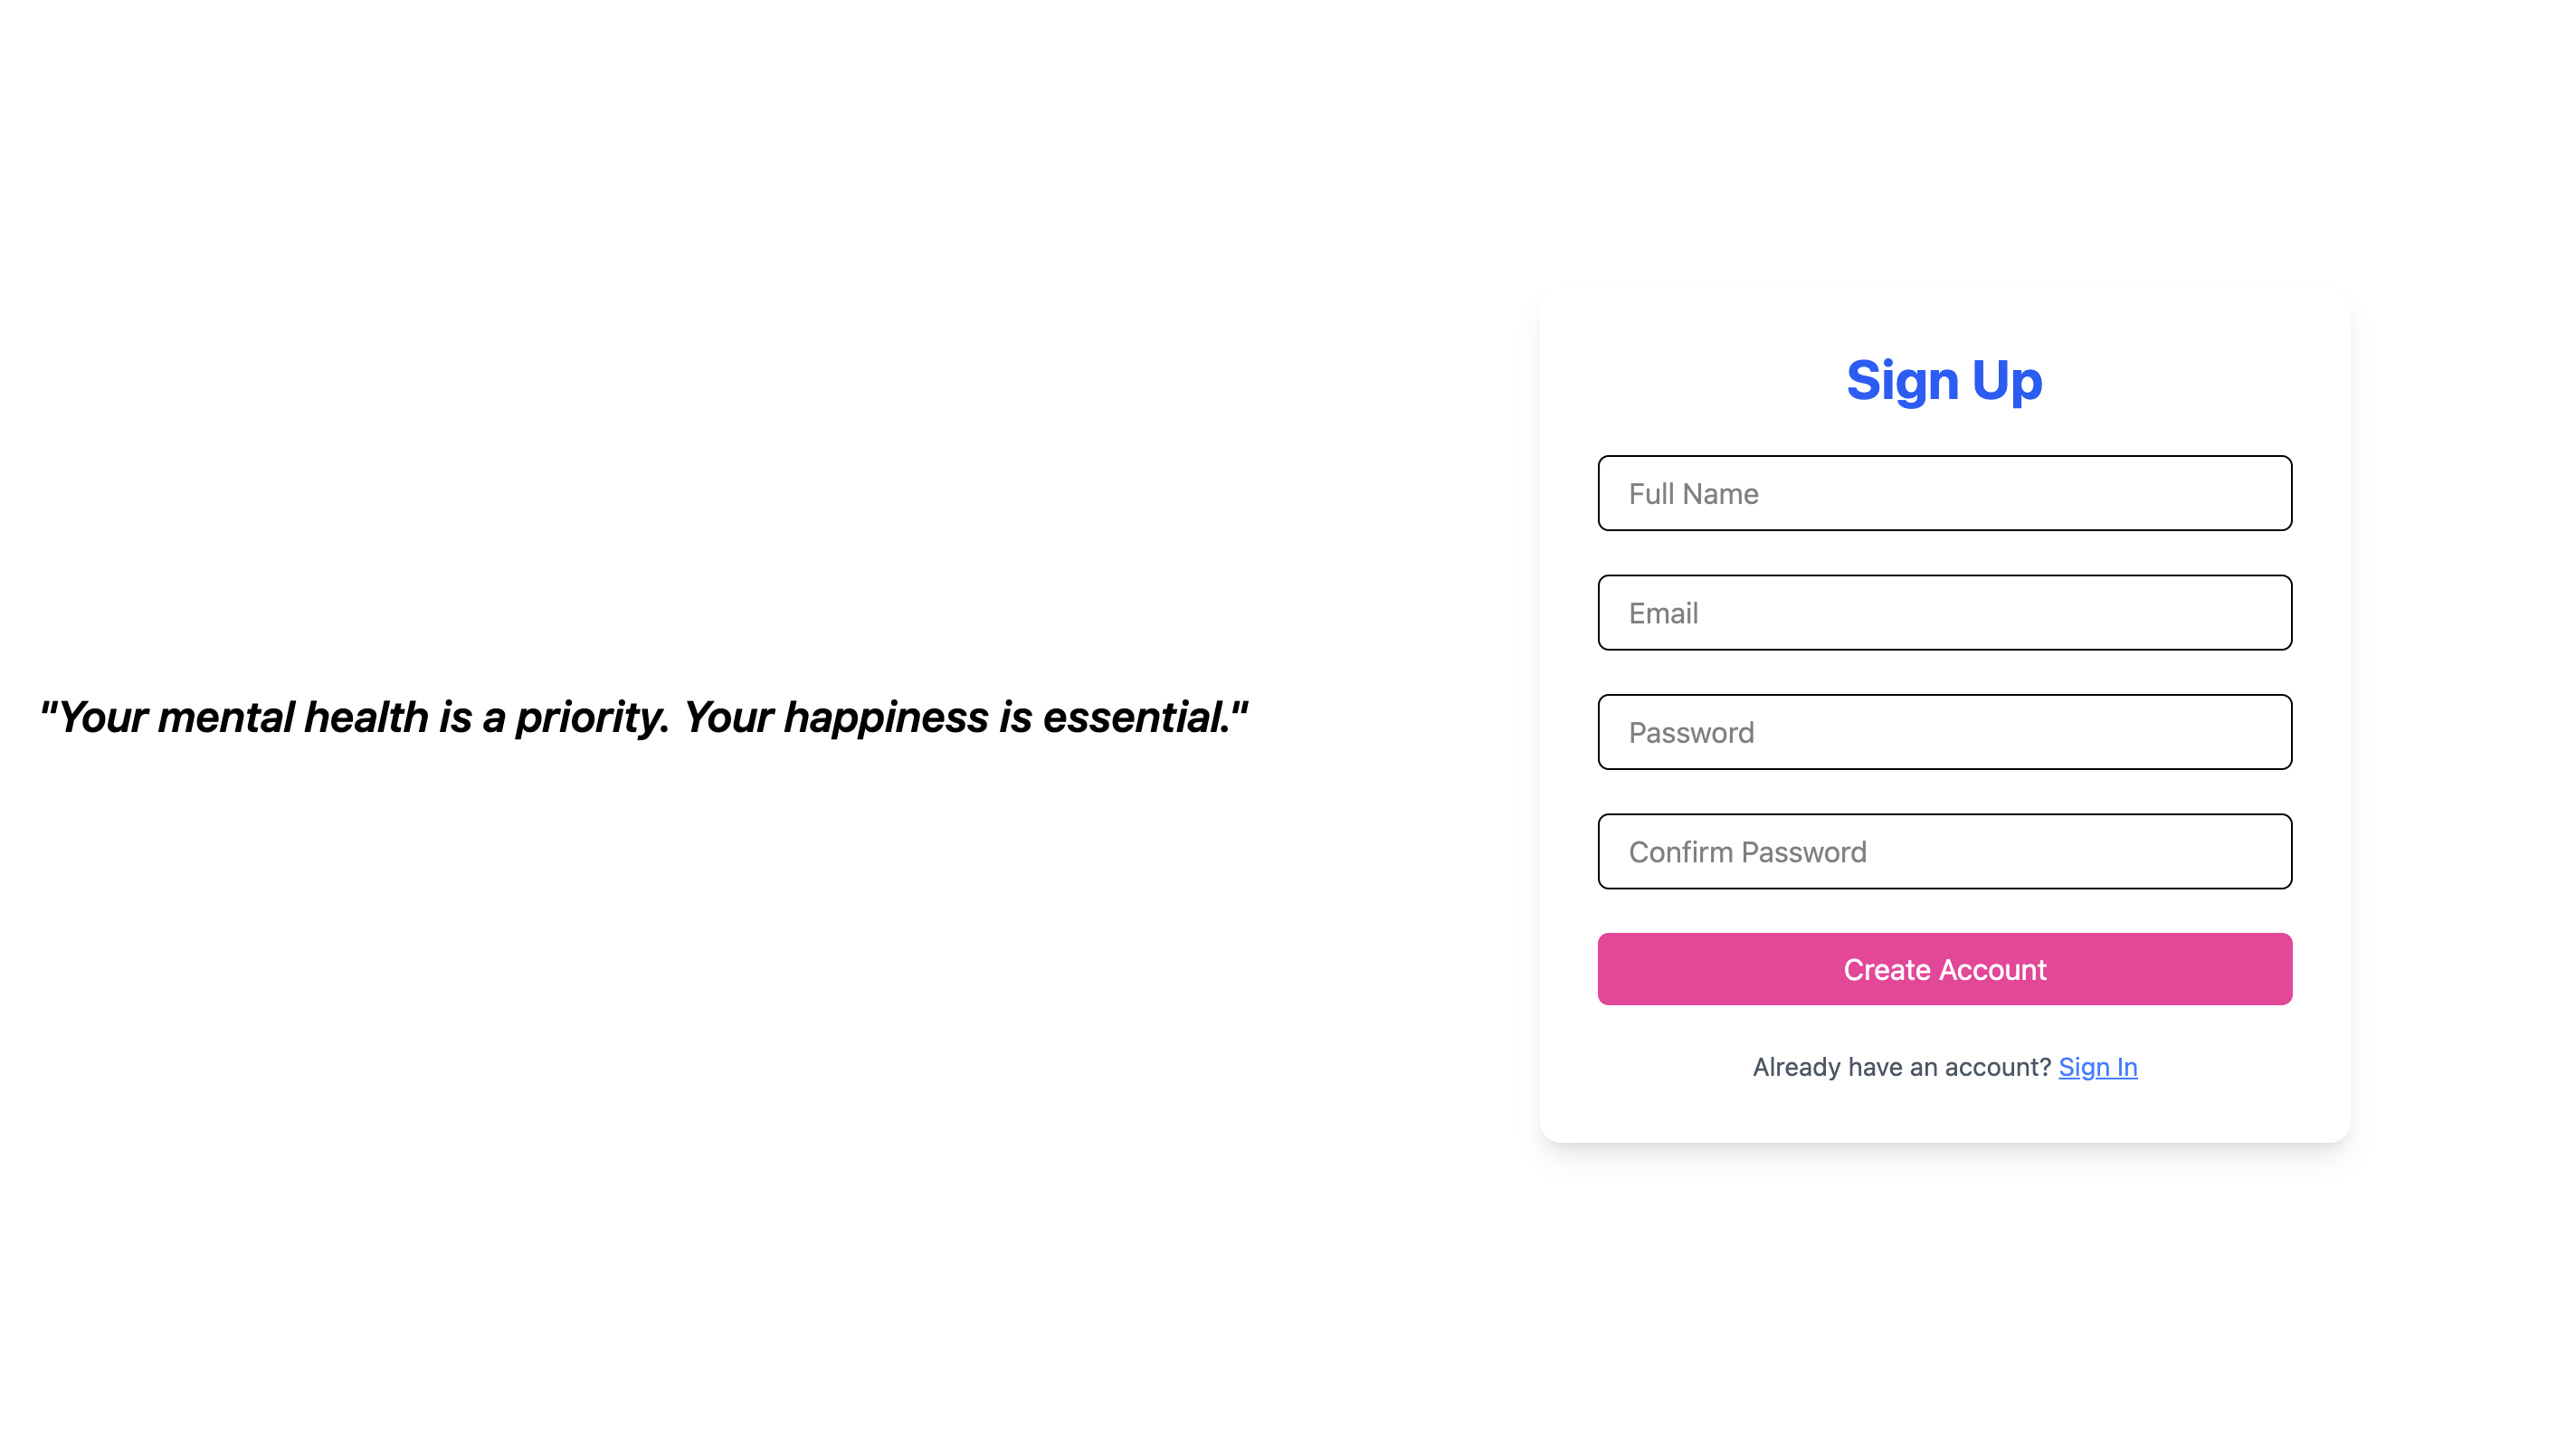 "Your mental health is a priority. Your happiness is essential."
Sign Up
Full Name
Email
Password
Confirm Password
Create Account
Already have an account? Sign In